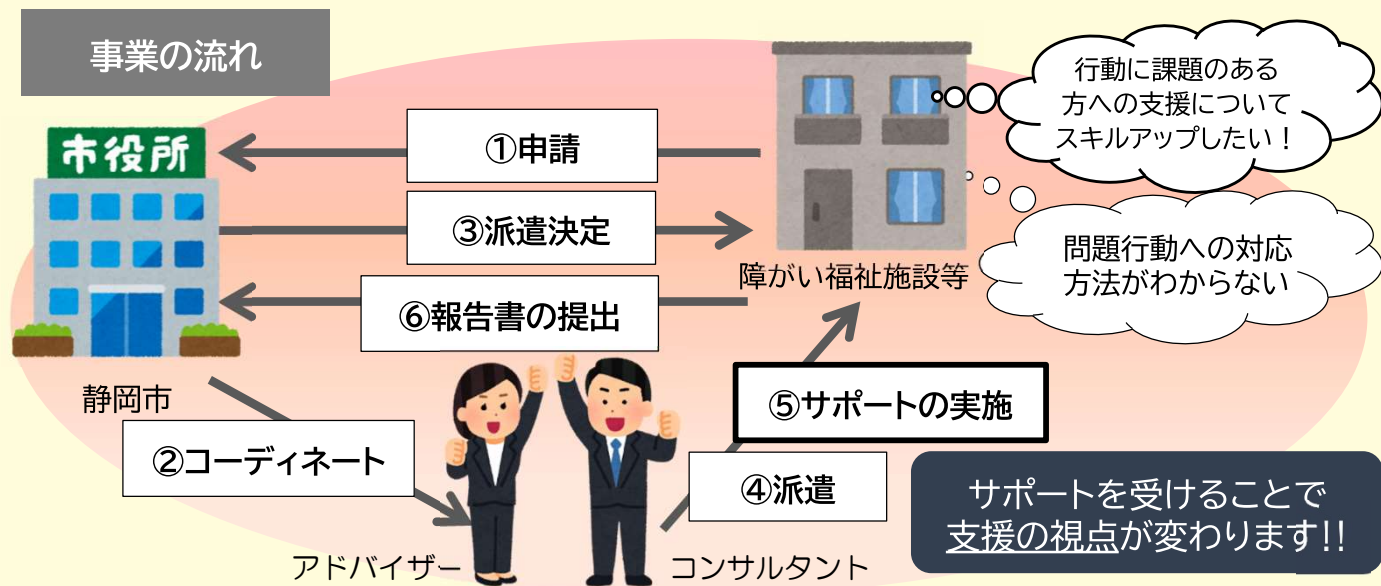 事業の流れ
市役所
①申請
③派遣決定
⑥報告書の提出
静岡市
②コーディネート
障がい福祉施設等
行動に課題のある
方への支援について
スキルアップしたい！
問題行動への対応
方法がわからない
⑤サポートの実施
④派遣
アドバイザー
コンサルタント
サポートを受けることで
支援の視点が変わります!!